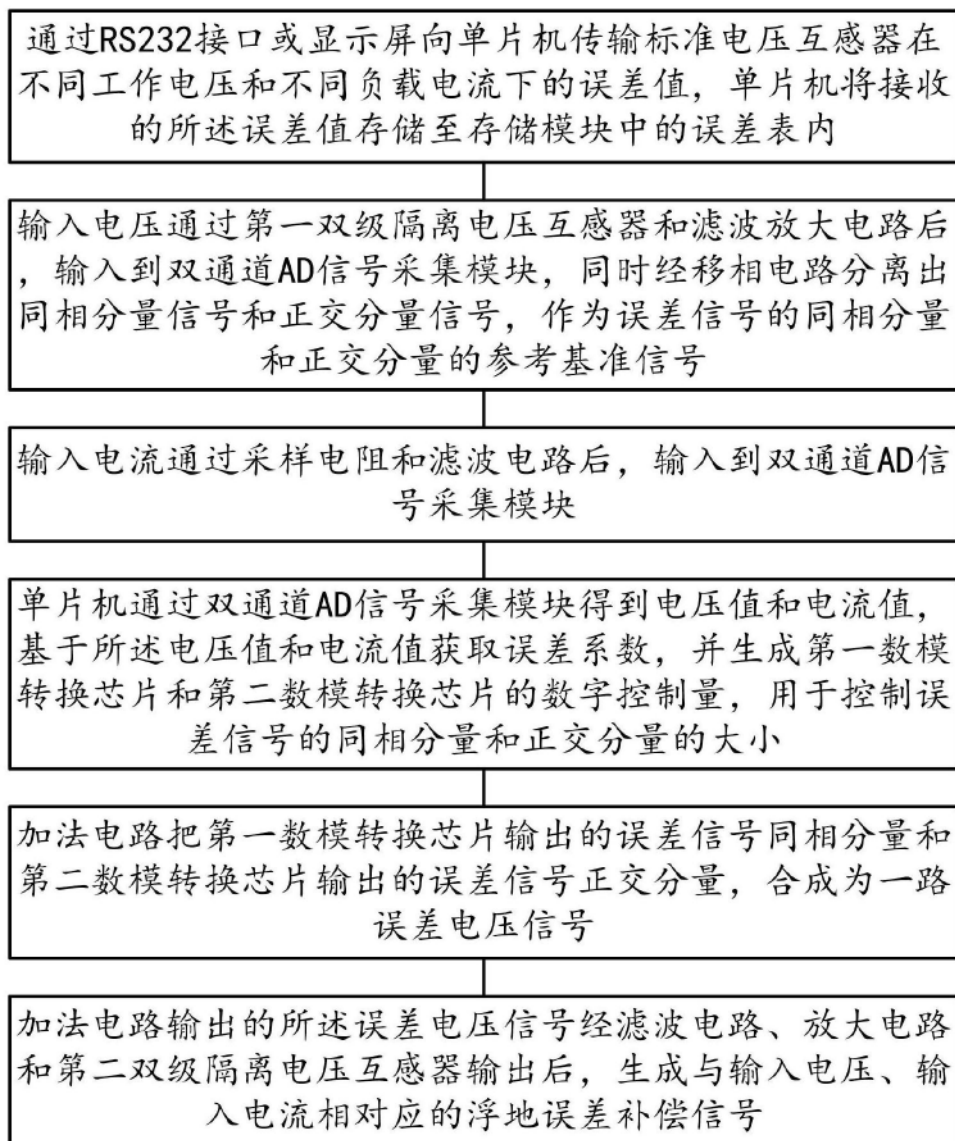 通过RS232接口或显示屏向单片机传输标准电压互感器在
不同工作电压和不同负载电流下的误差值，单片机将接收
的所述误差值存储至存储模块中的误差表内
输入电压通过第一双级隔离电压互感器和滤波放大电路后
，输入到双通道AD信号采集模块，同时经移相电路分离出
同相分量信号和正交分量信号，作为误差信号的同相分量
和正交分量的参考基准信号
输入电流通过采样电阻和滤波电路后，输入到双通道AD信
号采集模块
单片机通过双通道AD信号采集模块得到电压值和电流值，
基于所述电压值和电流值获取误差系数，并生成第一数模
转换芯片和第二数模转换芯片的数字控制量，用于控制误
差信号的同相分量和正交分量的大小
加法电路把第一数模转换芯片输出的误差信号同相分量和
第二数模转换芯片输出的误差信号正交分量，合成为一路
误差电压信号
加法电路输出的所述误差电压信号经滤波电路、放大电路
和第二双级隔离电压互感器输出后，生成与输入电压、输
入电流相对应的浮地误差补偿信号